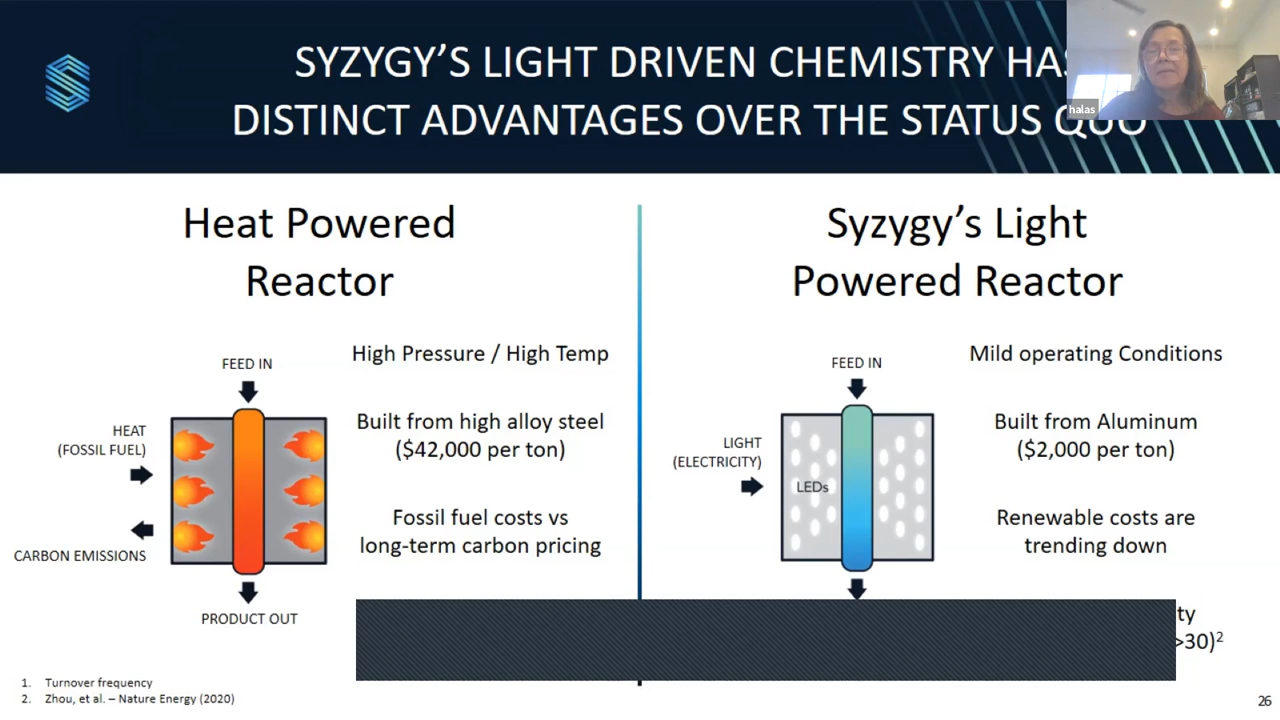 SYZYGY'S LIGHT DRIVEN CHEMISTRY HAS
DISTINCT ADVANTAGES OVER THE STATUS QUO
halas
Heat Powered
Reactor
FEED IN
High Pressure / High Temp
HEAT
(FOSSIL FUEL)
Built from high alloy steel
($42,000 per ton)
Fossil fuel costs vs
long-term carbon pricing
CARBON EMISSIONS
PRODUCT OUT
Syzygy's Light
Powered Reactor
FEED IN
Mild operating Conditions
LIGHT
(ELECTRICITY)
LEDs
Built from Aluminum
($2,000 per ton)
Renewable costs are
trending down
ty
>30)²
1. Turnover frequency
2. Zhou, et al. – Nature Energy (2020)
26